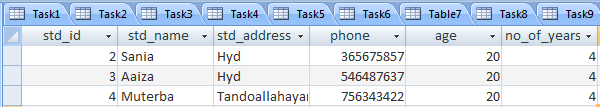 Task1 Task2 Task3 Task4 Task5 Task6 Table7 Task8 Task9
std_id std_name std_address phone age no_of_years
2 Sania Hyd 365675857 20 4
3 Aaiza Hyd 546487637 20 4
4 Muterba Tandoallahayar 756343422 20 4